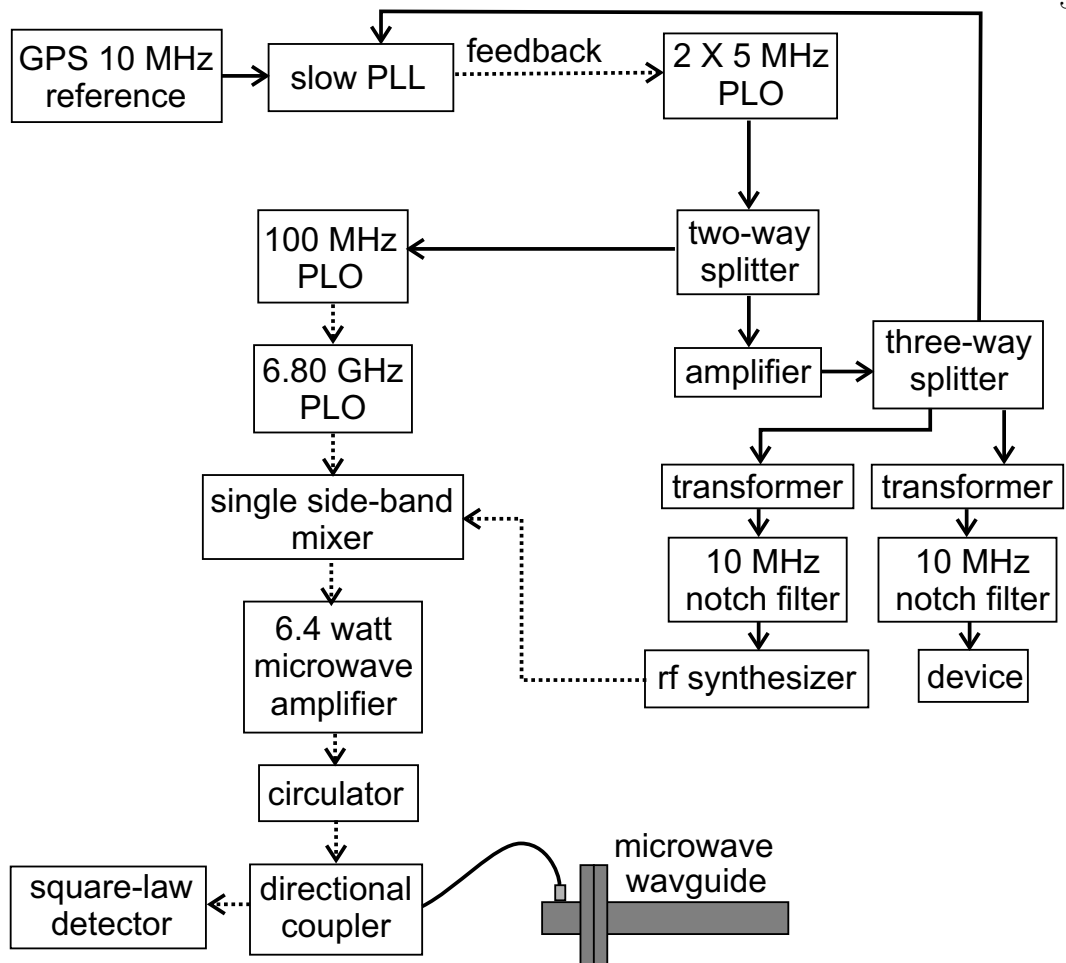 GPS 10 MHz
reference
slow PLL
feedback
2 X 5 MHz
PLO
100 MHz
PLO
two-way
splitter
6.80 GHz
PLO
amplifier
three-way
splitter
single side-band
mixer
transformer
transformer
10 MHz
notch filter
10 MHz
notch filter
6.4 watt
microwave
amplifier
rf synthesizer
device
circulator
square-law
detector
directional
coupler
microwave
wavguide